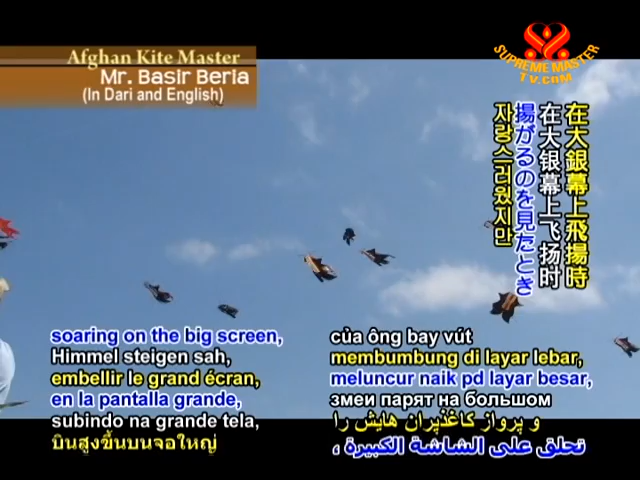 Afghan Kite Master
Mr. Basir Beria
(In Dari and English)
SUPREME MASTER
TV.COM
在大銀幕上飛揚時
在大银幕上飞扬时
揚がるのを見たとき
자랑스러웠지만
soaring on the big screen,
Himmel steigen sah,
embellir le grand écran,
en la pantalla grande,
subindo na grande tela,
บินสูงขึ้นบนจอใหญ่
của ông bay vút
membumbung di layar lebar,
meluncur naik pd layar besar,
змеи парят на большом
و پرواز کاغذپران هایش را
تحلق على الشاشة الكبيرة ،